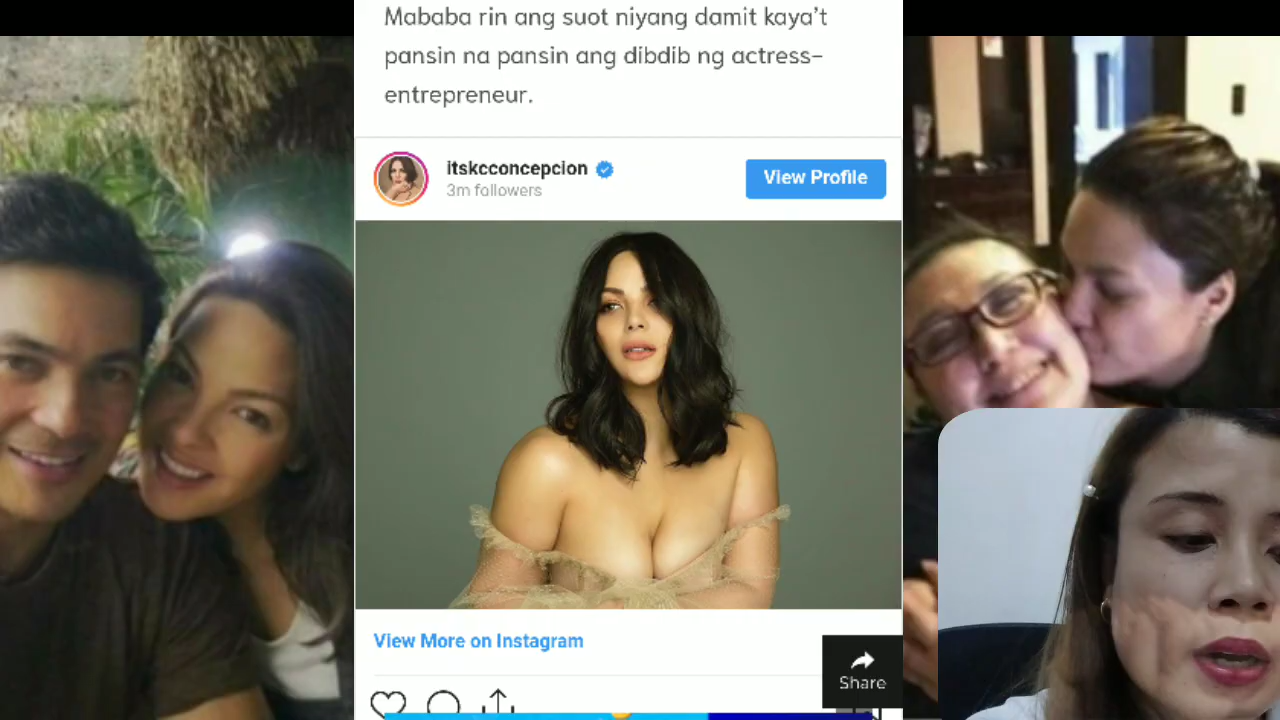 Mababa rin ang suot niyang damit kaya't
pansin na pansin ang dibdib ng actress-
entrepreneur.
itskcconcepcion
3m followers
View Profile
View More on Instagram
Share